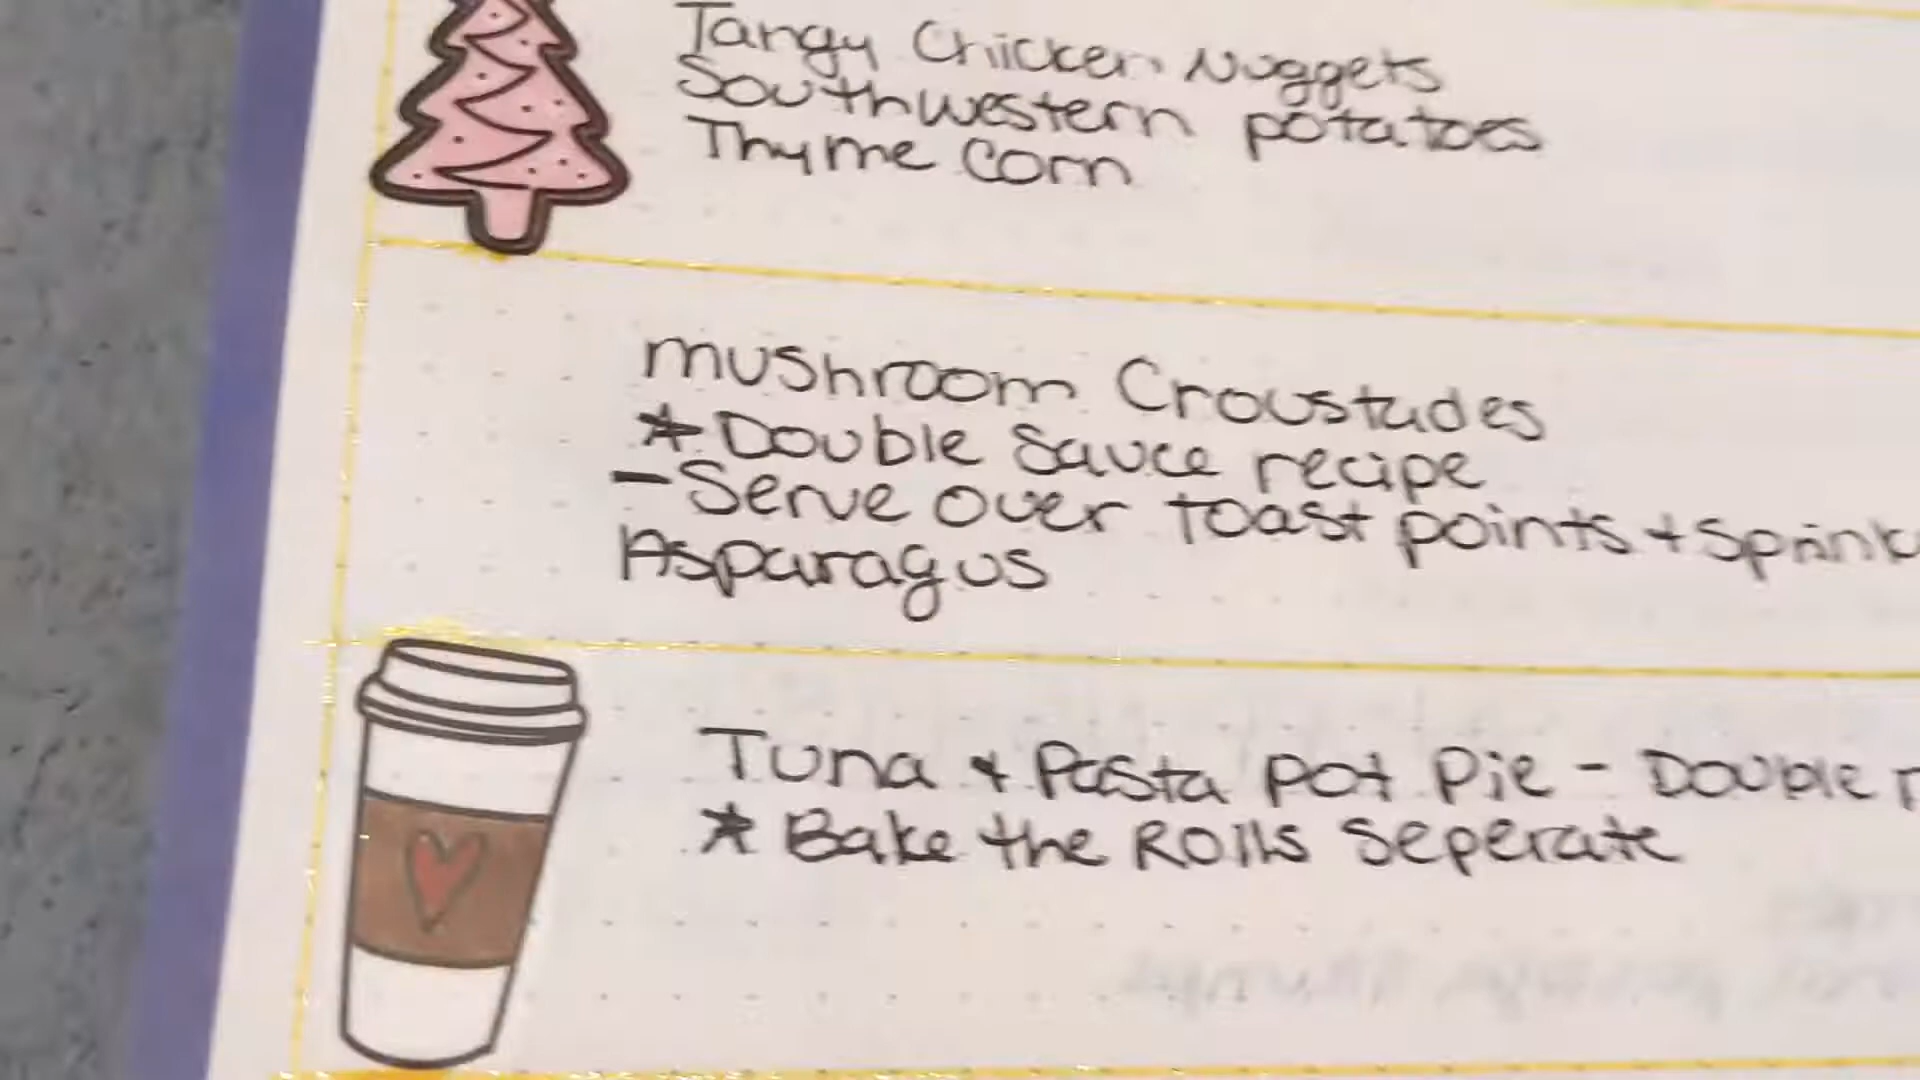 Tangy Chicken Nuggets
Southwestern potatoes
Thyme Corn
mushroom Croustades
* Double Sauce recipe
- Serve over toast points + Sprink
Asparagus
Tuna + Pasta pot pie - Double
* Bake the Rolls Seperate